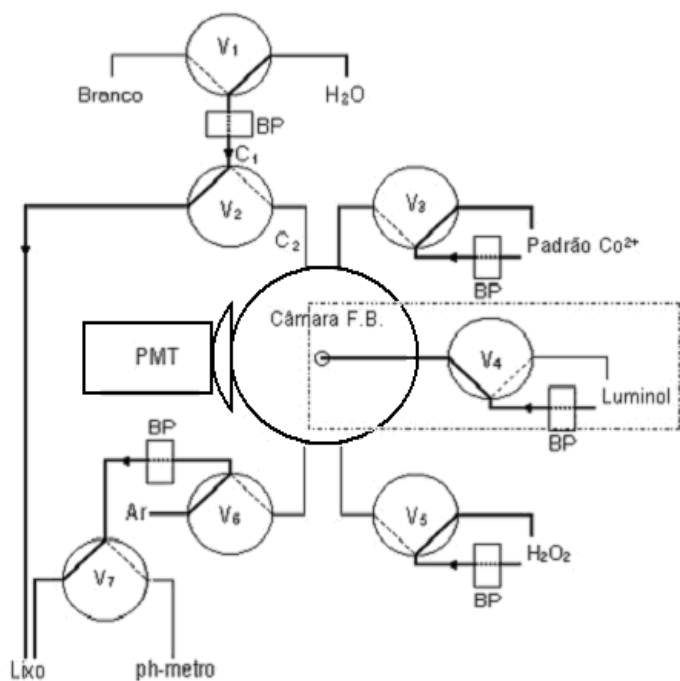 V₁
Branco
H₂O
BP
C₁
V₂
C₂
V₃
Padrão Co²⁺
BP
Câmara F.B.
PMT
V₄
Luminol
BP
BP
Ar
V₆
V₅
H₂O₂
BP
V₇
Lixo
ph-metro